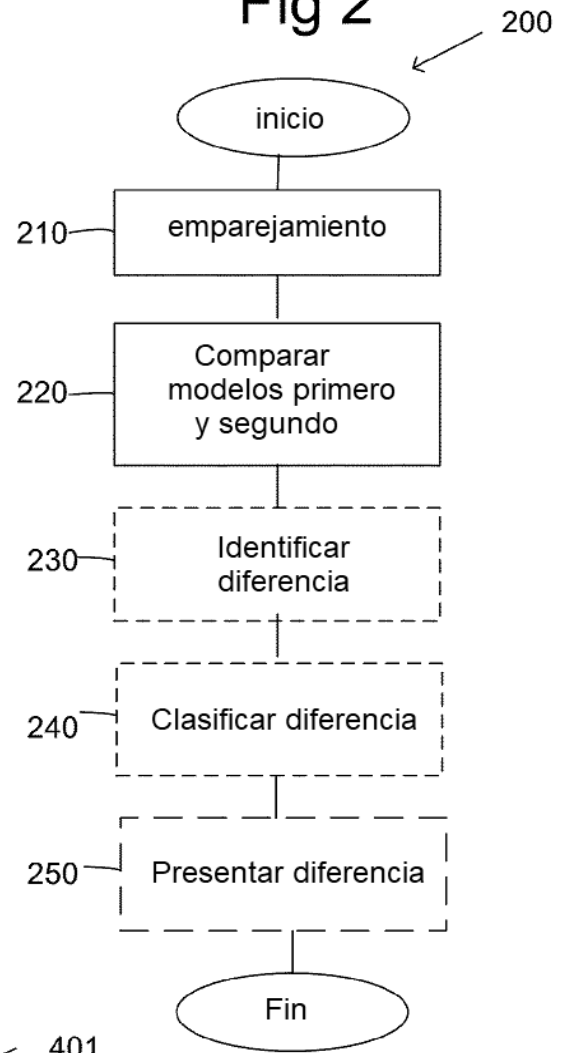 Fig 2
200
inicio
210
emparejamiento
220
Comparar
modelos primero
y segundo
230
Identificar
diferencia
240
Clasificar diferencia
250
Presentar diferencia
Fin
401